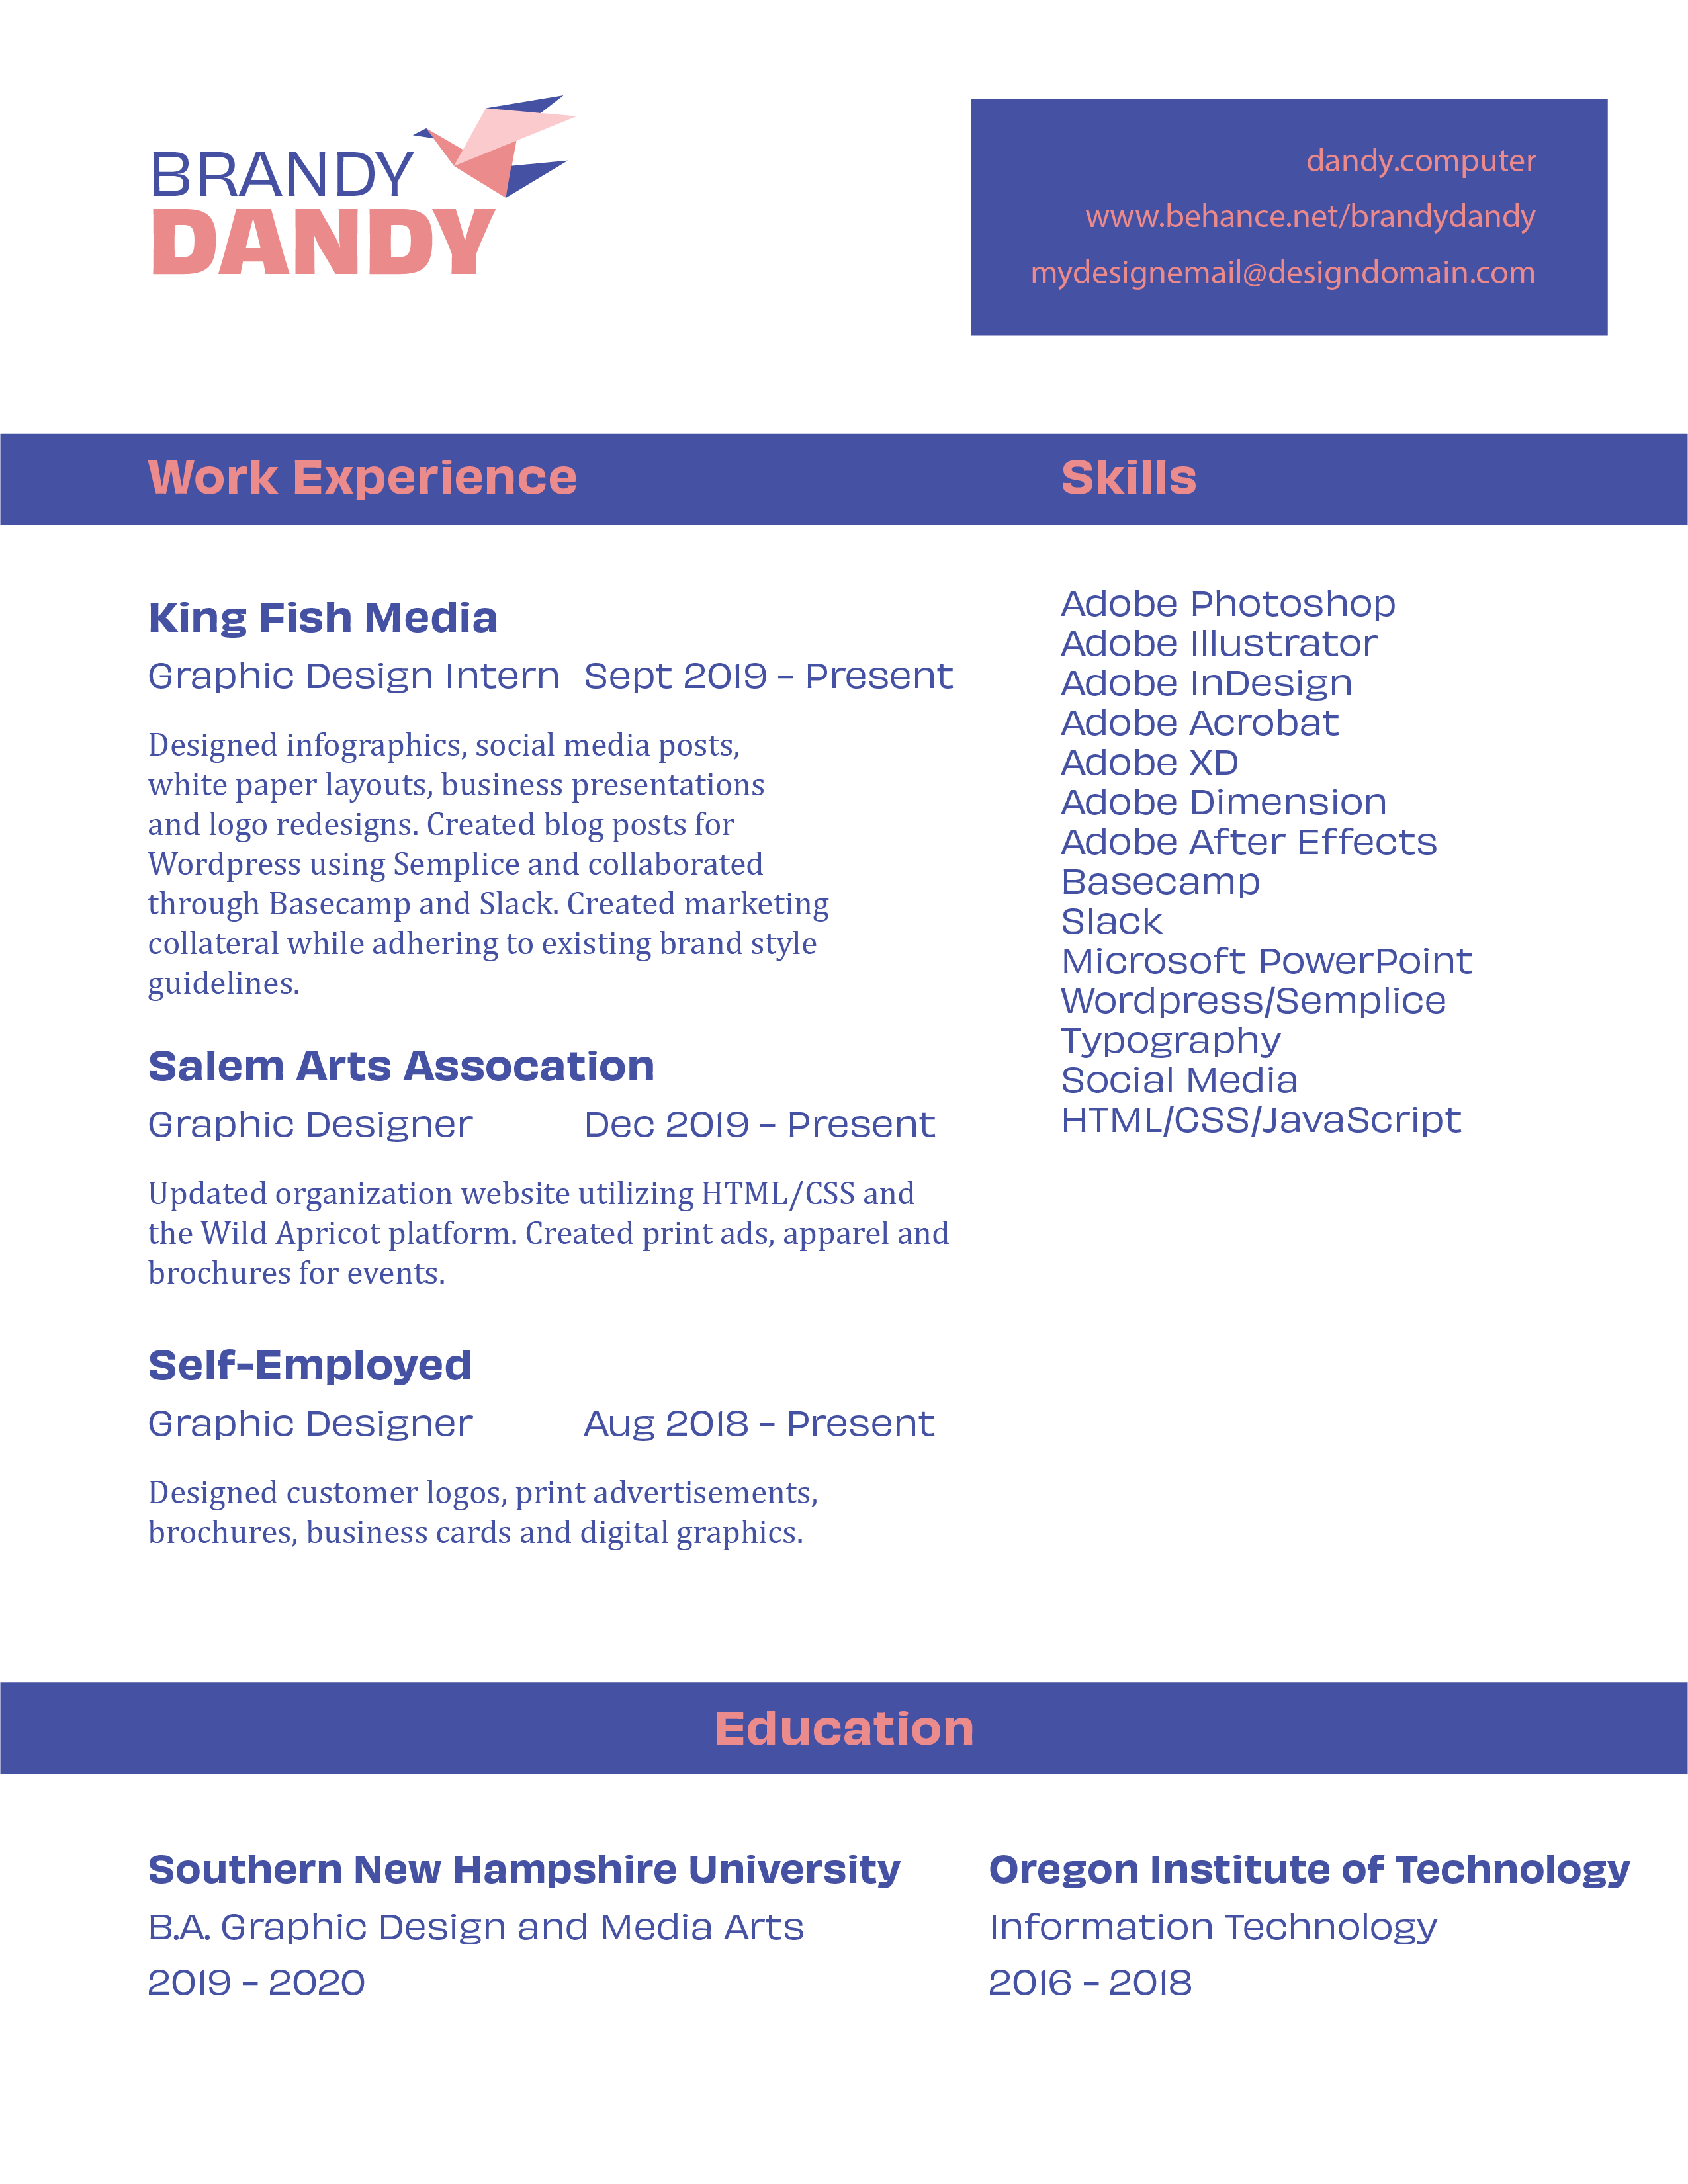 BRANDY
DANDY
dandy.computer
www.behance.net/brandydandy
mydesignemail@designdomain.com
Work Experience
King Fish Media
Graphic Design Intern Sept 2019 - Present
Designed infographics, social media posts,
white paper layouts, business presentations
and logo redesigns. Created blog posts for
Wordpress using Semplice and collaborated
through Basecamp and Slack. Created marketing
collateral while adhering to existing brand style
guidelines.
Salem Arts Assocation
Graphic Designer Dec 2019 - Present
Updated organization website utilizing HTML/CSS and
the Wild Apricot platform. Created print ads, apparel and
brochures for events.
Self-Employed
Graphic Designer Aug 2018 - Present
Designed customer logos, print advertisements,
brochures, business cards and digital graphics.
Skills
Adobe Photoshop
Adobe Illustrator
Adobe InDesign
Adobe Acrobat
Adobe XD
Adobe Dimension
Adobe After Effects
Basecamp
Slack
Microsoft PowerPoint
Wordpress/Semplice
Typography
Social Media
HTML/CSS/JavaScript
Education
Southern New Hampshire University
B.A. Graphic Design and Media Arts
2019 - 2020
Oregon Institute of Technology
Information Technology
2016 - 2018